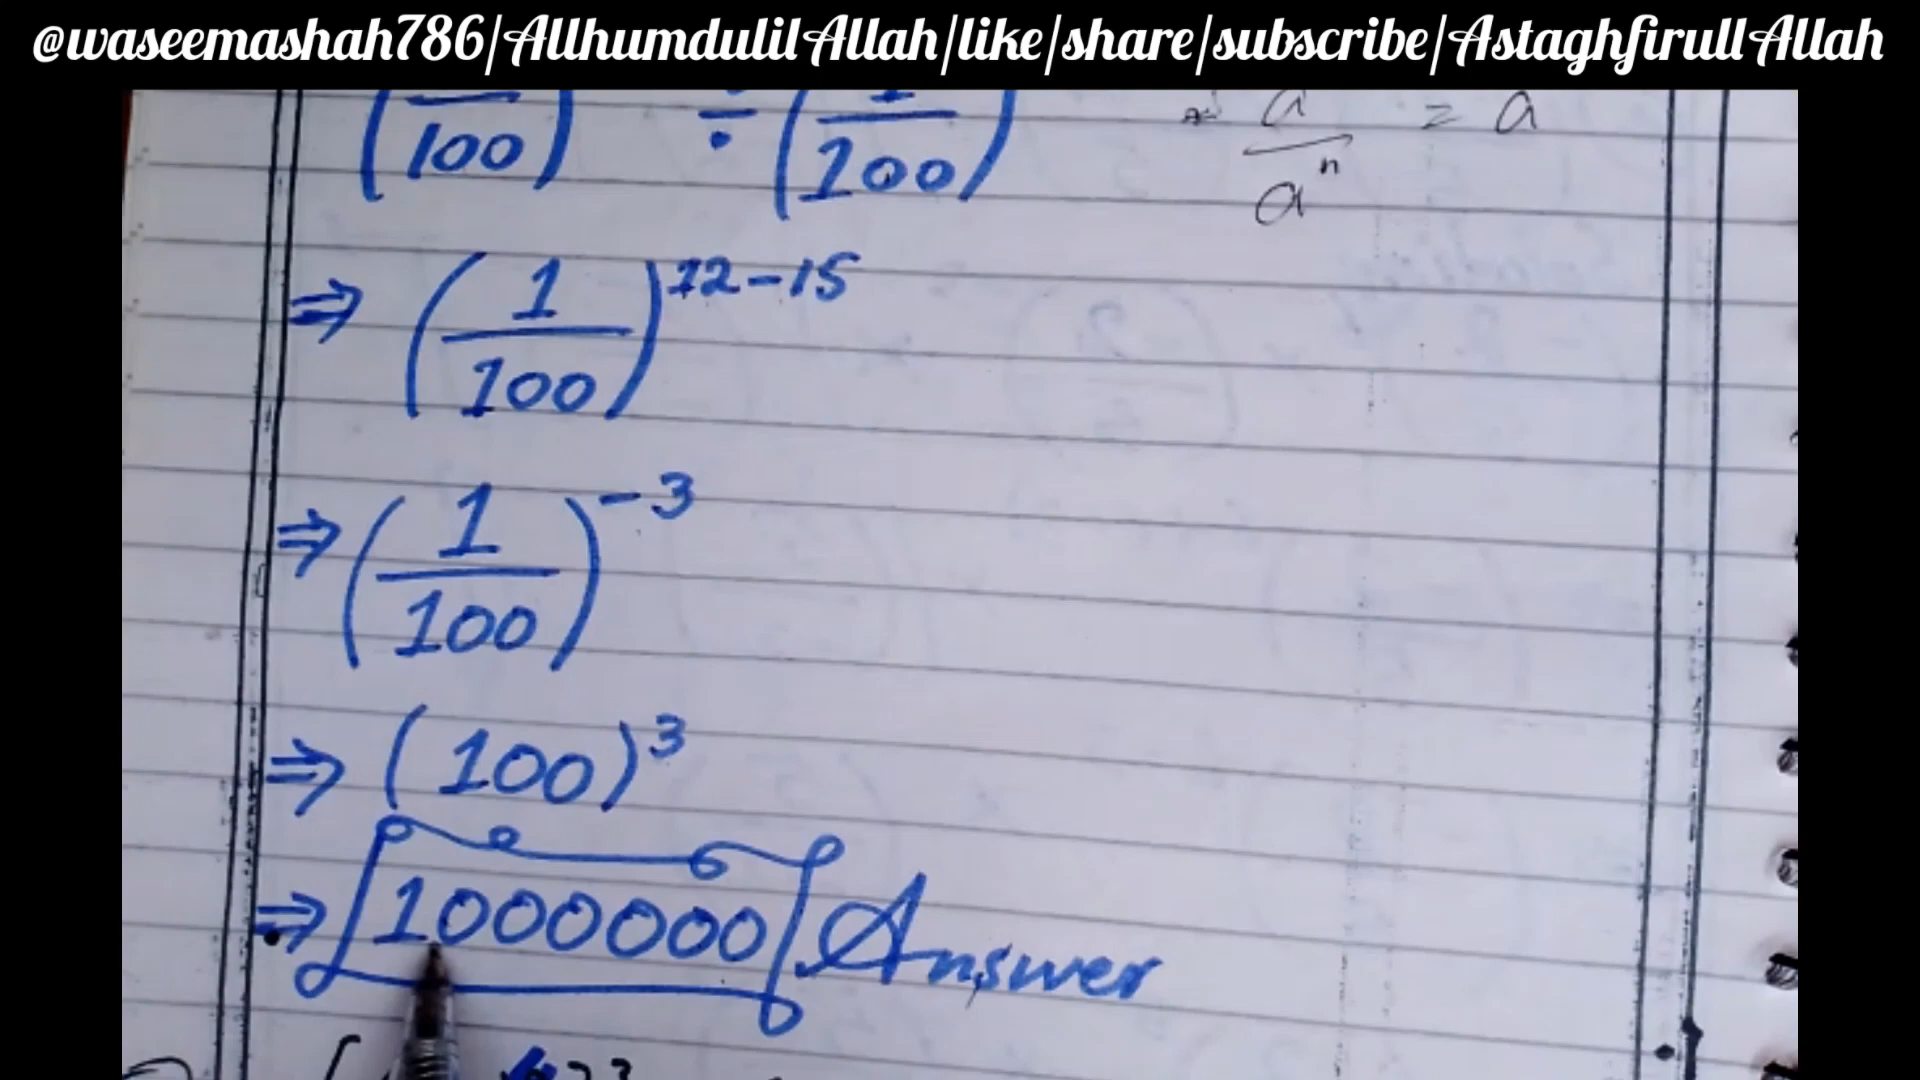 @waseemashah786/AllhumdulilAllah/like/share/subscribe/AstaghfirullAllah
(—/100) ÷ (1/100) a/aⁿ = a
⇒ (1/100)^12-15
⇒ (1/100)^-3
⇒ (100)^3
⇒ 1000000 Answer